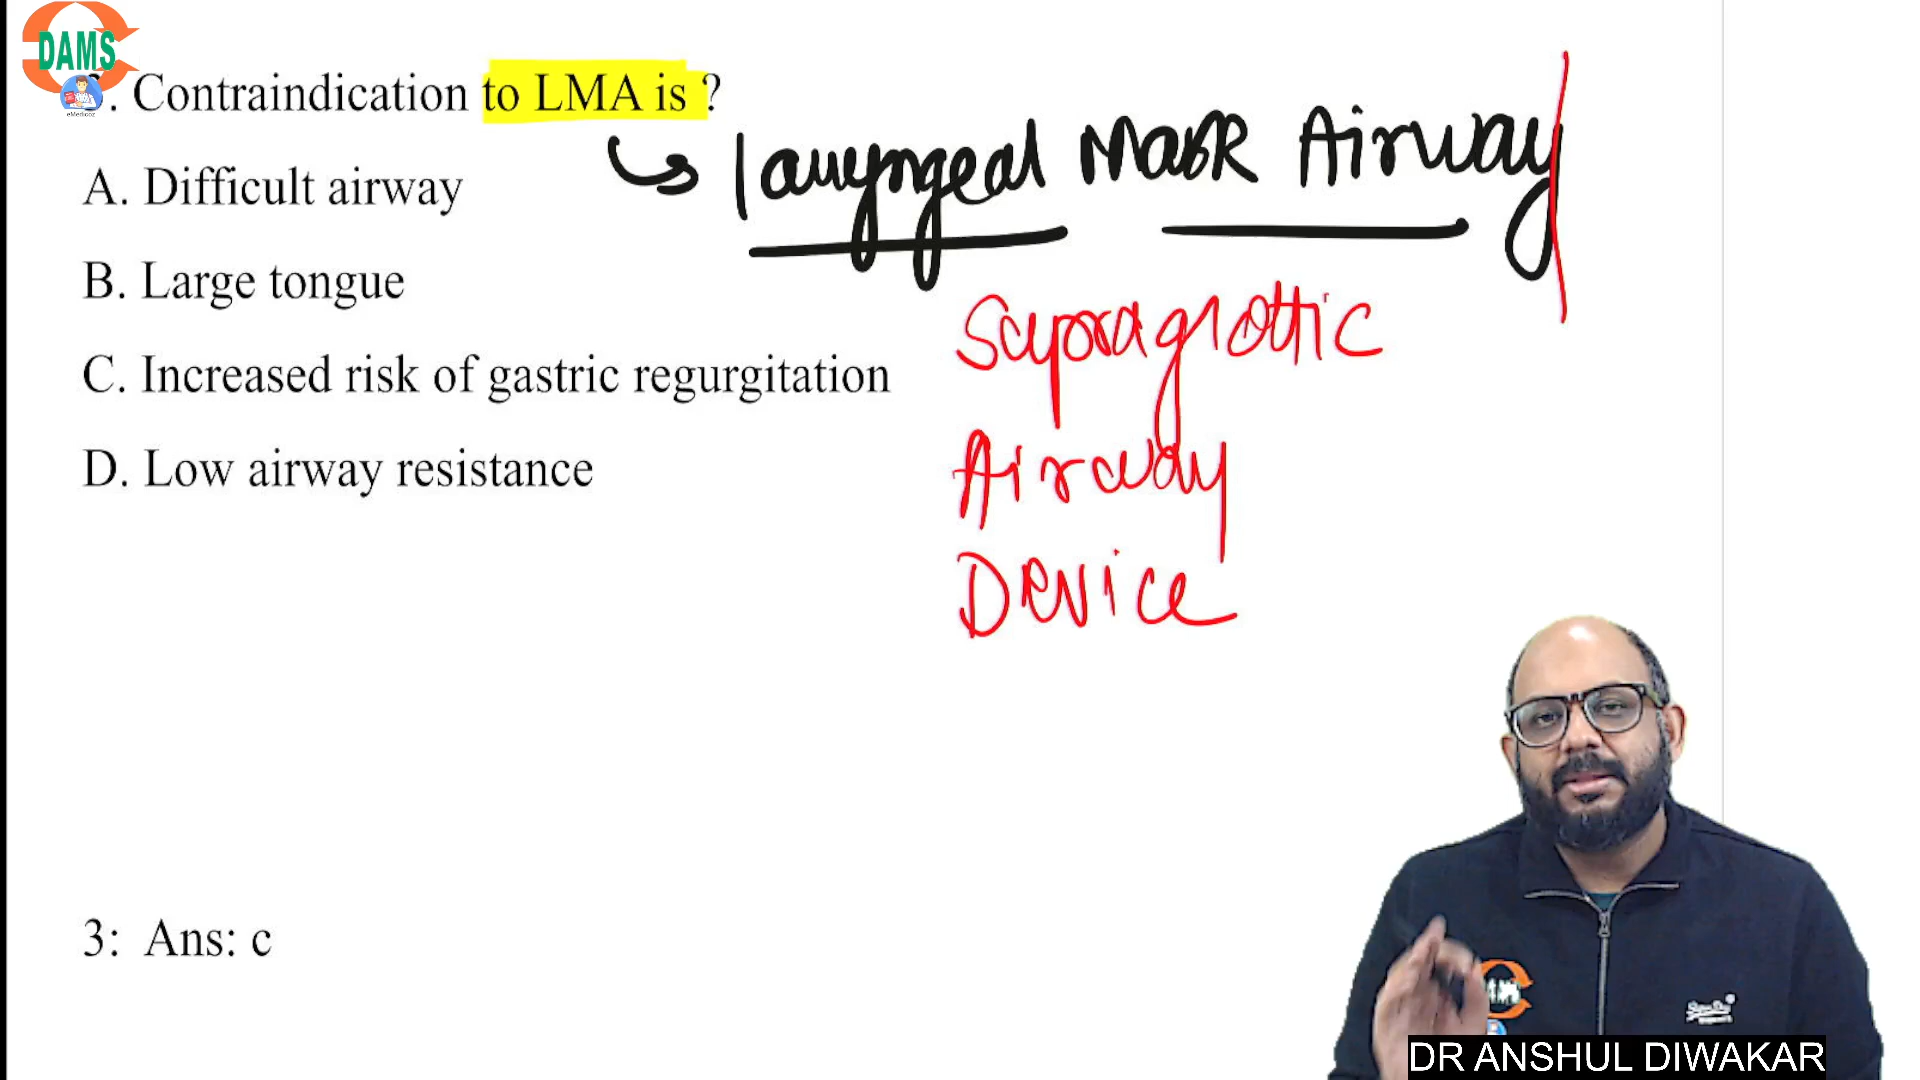 DAMS
eMedicoz
. Contraindication to LMA is ?
Laryngeal Mask Airway
A. Difficult airway
B. Large tongue
Supraglottic
C. Increased risk of gastric regurgitation
Airway
D. Low airway resistance
Device
3: Ans: c
DR ANSHUL DIWAKAR